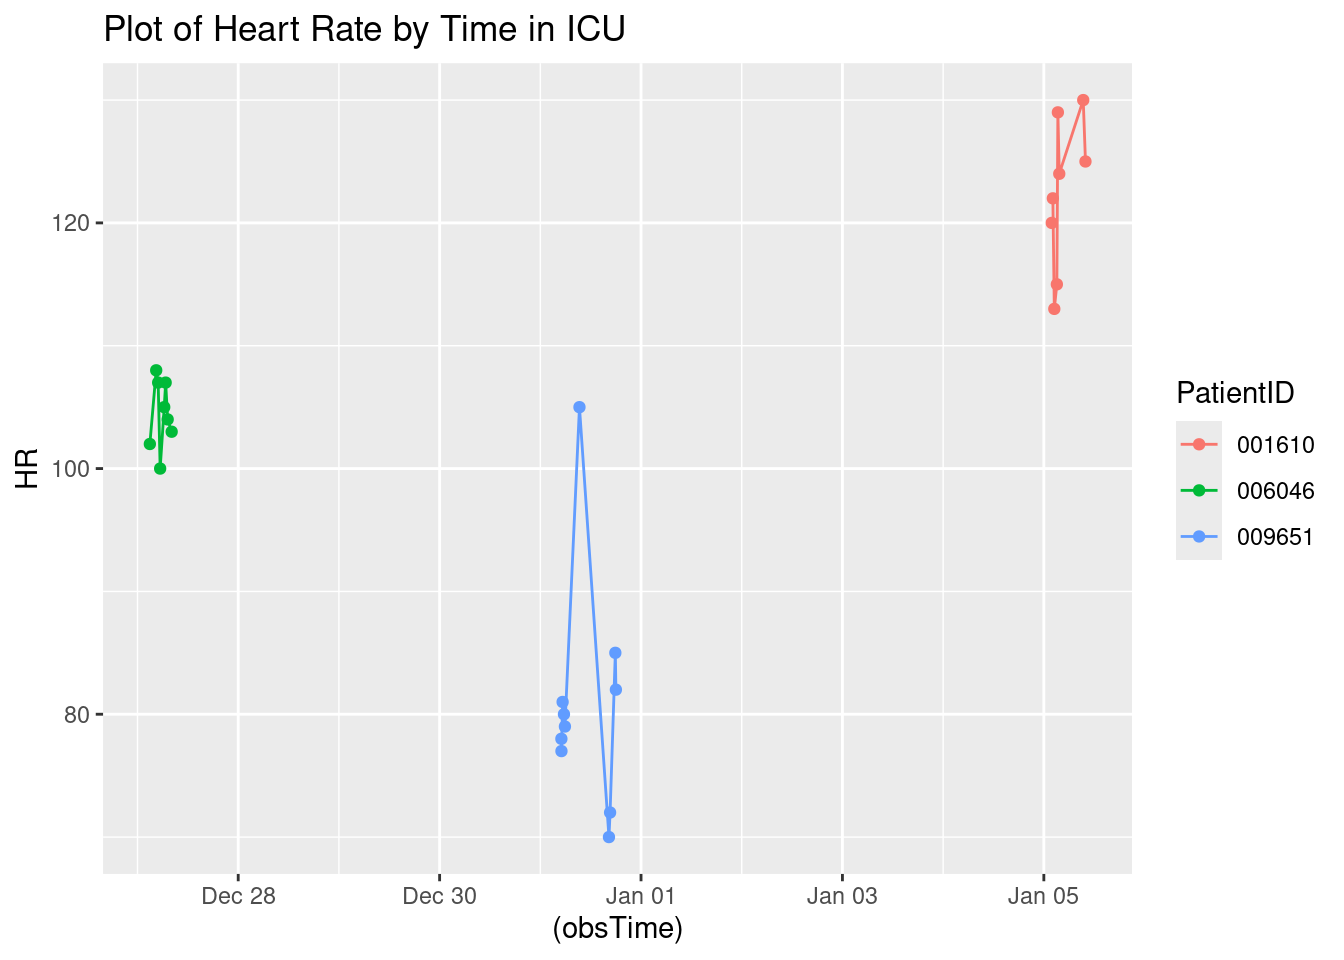 Plot of Heart Rate by Time in ICU
120
100
80
HR
Dec 28
Dec 30
Jan 01
Jan 03
Jan 05
(obsTime)
PatientID
001610
006046
009651